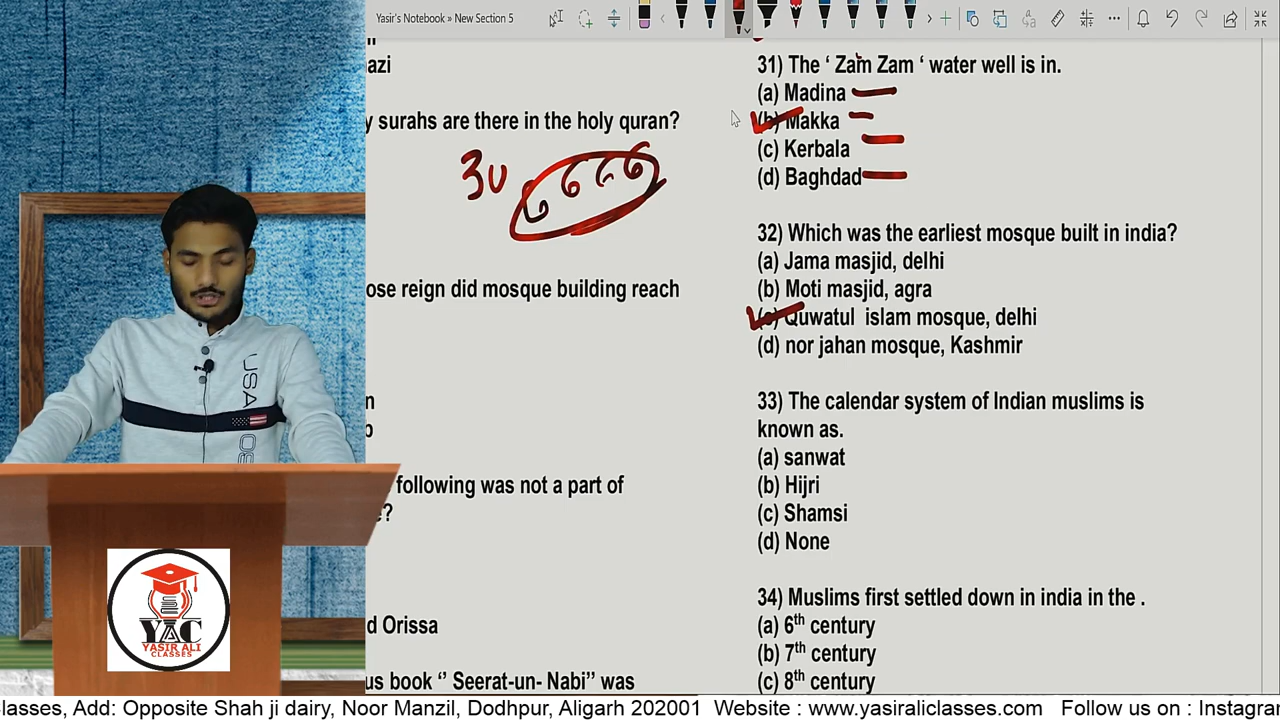 Yasir's Notebook » New Section 5
azi
y surahs are there in the holy quran?
30
ose reign did mosque building reach
n
b
following was not a part of
e?
d Orissa
us book ‘’ Seerat-un- Nabi’’ was
31) The ‘ Zam Zam ‘ water well is in.
(a) Madina
(b) Makka
(c) Kerbala
(d) Baghdad
32) Which was the earliest mosque built in india?
(a) Jama masjid, delhi
(b) Moti masjid, agra
(c) Quwatul islam mosque, delhi
(d) nor jahan mosque, Kashmir
33) The calendar system of Indian muslims is
known as.
(a) sanwat
(b) Hijri
(c) Shamsi
(d) None
34) Muslims first settled down in india in the .
(a) 6th century
(b) 7th century
(c) 8th century
USA
YAC
YASIR ALI
CLASSES
lasses, Add: Opposite Shah ji dairy, Noor Manzil, Dodhpur, Aligarh 202001 Website : www.yasiraliclasses.com Follow us on : Instagra